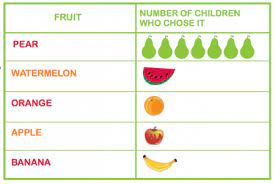 FRUIT
NUMBER OF CHILDREN
WHO CHOSE IT
PEAR
WATERMELON
ORANGE
APPLE
BANANA